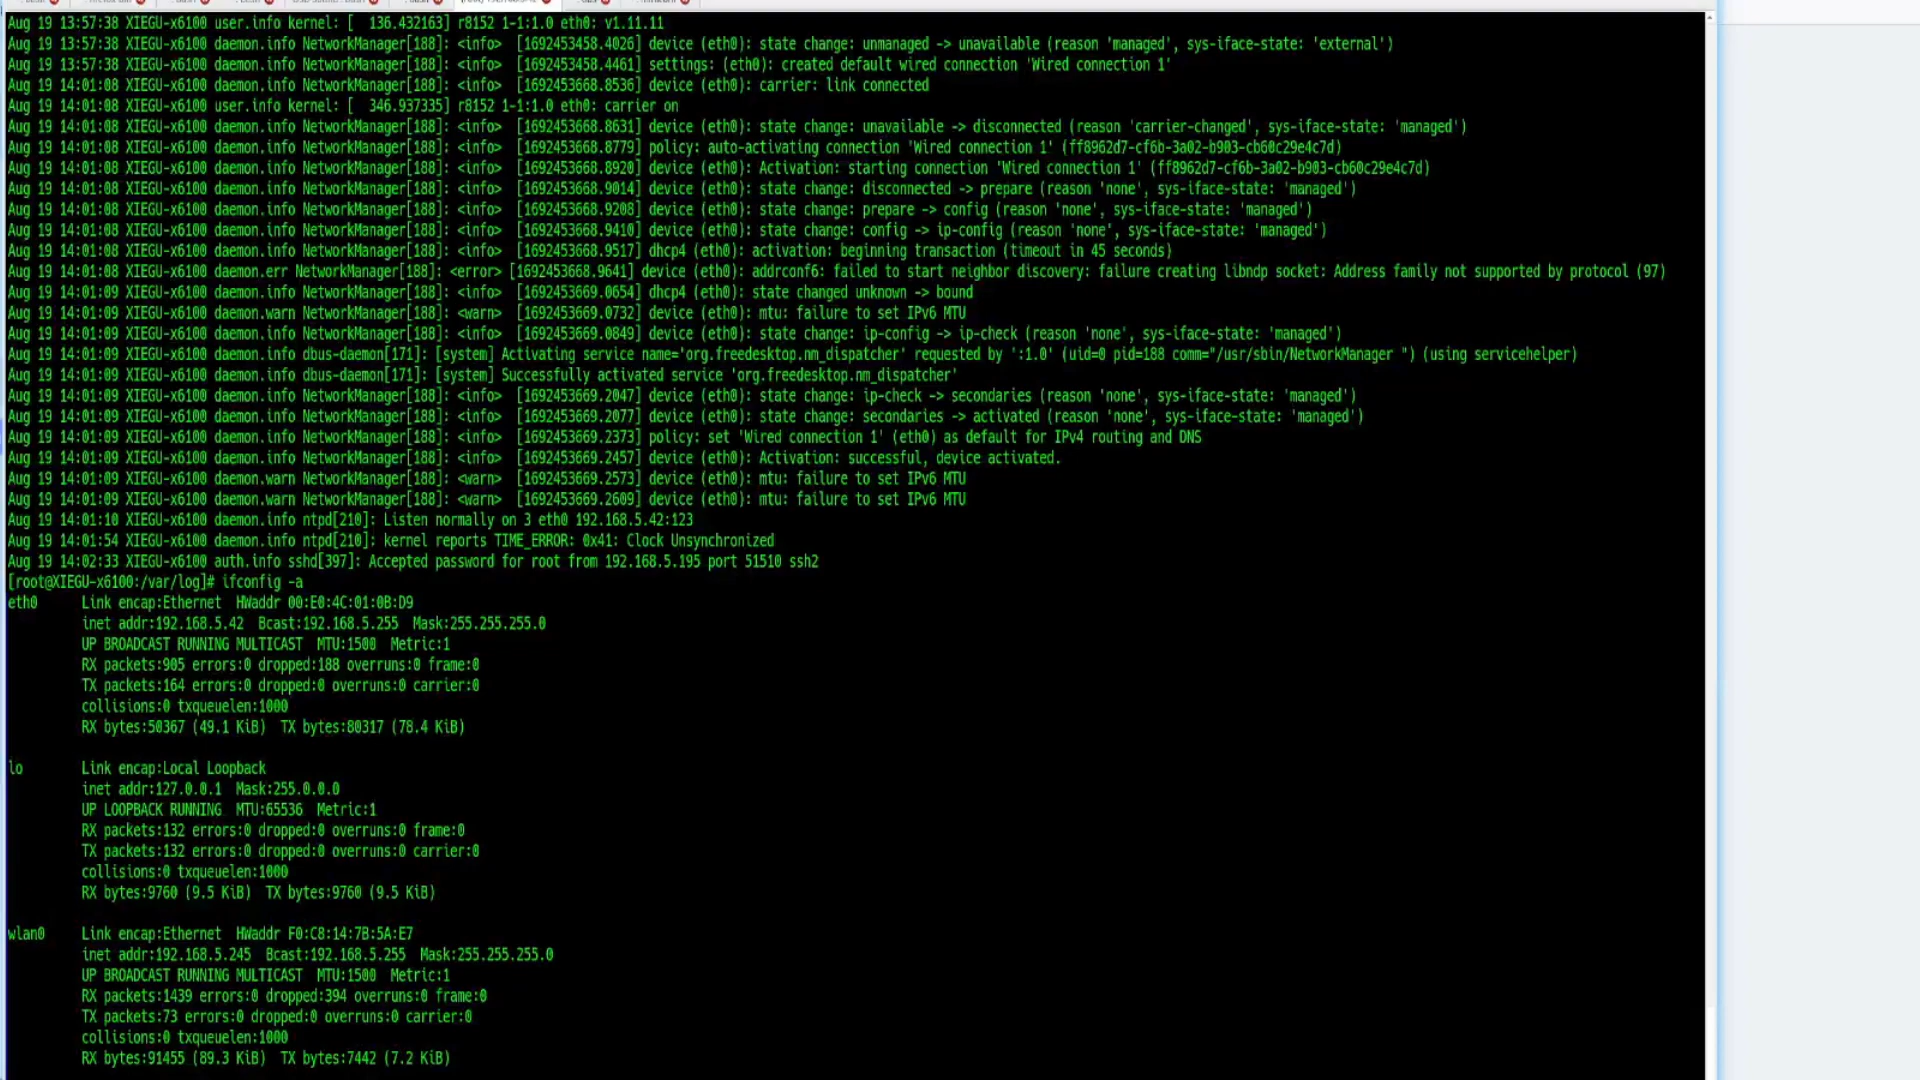 Aug 19 13:57:38 XIEGU-x6100 user.info kernel: [  136.432163] r8152 1-1:1.0 eth0: v1.11.11
Aug 19 13:57:38 XIEGU-x6100 daemon.info NetworkManager[188]: <info>  [1692453458.4026] device (eth0): state change: unmanaged -> unavailable (reason 'managed', sys-iface-state: 'external')
Aug 19 13:57:38 XIEGU-x6100 daemon.info NetworkManager[188]: <info>  [1692453458.4461] settings: (eth0): created default wired connection 'Wired connection 1'
Aug 19 14:01:08 XIEGU-x6100 daemon.info NetworkManager[188]: <info>  [1692453668.8536] device (eth0): carrier: link connected
Aug 19 14:01:08 XIEGU-x6100 user.info kernel: [  346.937335] r8152 1-1:1.0 eth0: carrier on
Aug 19 14:01:08 XIEGU-x6100 daemon.info NetworkManager[188]: <info>  [1692453668.8631] device (eth0): state change: unavailable -> disconnected (reason 'carrier-changed', sys-iface-state: 'managed')
Aug 19 14:01:08 XIEGU-x6100 daemon.info NetworkManager[188]: <info>  [1692453668.8779] policy: auto-activating connection 'Wired connection 1' (ff8962d7-cf6b-3a02-b903-cb60c29e4c7d)
Aug 19 14:01:08 XIEGU-x6100 daemon.info NetworkManager[188]: <info>  [1692453668.8920] device (eth0): Activation: starting connection 'Wired connection 1' (ff8962d7-cf6b-3a02-b903-cb60c29e4c7d)
Aug 19 14:01:08 XIEGU-x6100 daemon.info NetworkManager[188]: <info>  [1692453668.9014] device (eth0): state change: disconnected -> prepare (reason 'none', sys-iface-state: 'managed')
Aug 19 14:01:08 XIEGU-x6100 daemon.info NetworkManager[188]: <info>  [1692453668.9208] device (eth0): state change: prepare -> config (reason 'none', sys-iface-state: 'managed')
Aug 19 14:01:08 XIEGU-x6100 daemon.info NetworkManager[188]: <info>  [1692453668.9410] device (eth0): state change: config -> ip-config (reason 'none', sys-iface-state: 'managed')
Aug 19 14:01:08 XIEGU-x6100 daemon.info NetworkManager[188]: <info>  [1692453668.9517] dhcp4 (eth0): activation: beginning transaction (timeout in 45 seconds)
Aug 19 14:01:08 XIEGU-x6100 daemon.err NetworkManager[188]: <error> [1692453668.9641] device (eth0): addrconf6: failed to start neighbor discovery: failure creating libndp socket: Address family not supported by protocol (97)
Aug 19 14:01:09 XIEGU-x6100 daemon.info NetworkManager[188]: <info>  [1692453669.0654] dhcp4 (eth0): state changed unknown -> bound
Aug 19 14:01:09 XIEGU-x6100 daemon.warn NetworkManager[188]: <warn>  [1692453669.0732] device (eth0): mtu: failure to set IPv6 MTU
Aug 19 14:01:09 XIEGU-x6100 daemon.info NetworkManager[188]: <info>  [1692453669.0849] device (eth0): state change: ip-config -> ip-check (reason 'none', sys-iface-state: 'managed')
Aug 19 14:01:09 XIEGU-x6100 daemon.info dbus-daemon[171]: [system] Activating service name='org.freedesktop.nm_dispatcher' requested by ':1.0' (uid=0 pid=188 comm="/usr/sbin/NetworkManager ") (using servicehelper)
Aug 19 14:01:09 XIEGU-x6100 daemon.info dbus-daemon[171]: [system] Successfully activated service 'org.freedesktop.nm_dispatcher'
Aug 19 14:01:09 XIEGU-x6100 daemon.info NetworkManager[188]: <info>  [1692453669.2047] device (eth0): state change: ip-check -> secondaries (reason 'none', sys-iface-state: 'managed')
Aug 19 14:01:09 XIEGU-x6100 daemon.info NetworkManager[188]: <info>  [1692453669.2077] device (eth0): state change: secondaries -> activated (reason 'none', sys-iface-state: 'managed')
Aug 19 14:01:09 XIEGU-x6100 daemon.info NetworkManager[188]: <info>  [1692453669.2373] policy: set 'Wired connection 1' (eth0) as default for IPv4 routing and DNS
Aug 19 14:01:09 XIEGU-x6100 daemon.info NetworkManager[188]: <info>  [1692453669.2457] device (eth0): Activation: successful, device activated.
Aug 19 14:01:09 XIEGU-x6100 daemon.warn NetworkManager[188]: <warn>  [1692453669.2573] device (eth0): mtu: failure to set IPv6 MTU
Aug 19 14:01:09 XIEGU-x6100 daemon.warn NetworkManager[188]: <warn>  [1692453669.2609] device (eth0): mtu: failure to set IPv6 MTU
Aug 19 14:01:10 XIEGU-x6100 daemon.info ntpd[210]: Listen normally on 3 eth0 192.168.5.42:123
Aug 19 14:01:54 XIEGU-x6100 daemon.info ntpd[210]: kernel reports TIME_ERROR: 0x41: Clock Unsynchronized
Aug 19 14:02:33 XIEGU-x6100 auth.info sshd[397]: Accepted password for root from 192.168.5.195 port 51510 ssh2
[root@XIEGU-x6100:/var/log]# ifconfig -a
eth0      Link encap:Ethernet  HWaddr 00:E0:4C:01:0B:D9
          inet addr:192.168.5.42  Bcast:192.168.5.255  Mask:255.255.255.0
          UP BROADCAST RUNNING MULTICAST  MTU:1500  Metric:1
          RX packets:905 errors:0 dropped:188 overruns:0 frame:0
          TX packets:164 errors:0 dropped:0 overruns:0 carrier:0
          collisions:0 txqueuelen:1000
          RX bytes:50367 (49.1 KiB)  TX bytes:80317 (78.4 KiB)
lo        Link encap:Local Loopback
          inet addr:127.0.0.1  Mask:255.0.0.0
          UP LOOPBACK RUNNING  MTU:65536  Metric:1
          RX packets:132 errors:0 dropped:0 overruns:0 frame:0
          TX packets:132 errors:0 dropped:0 overruns:0 carrier:0
          collisions:0 txqueuelen:1000
          RX bytes:9760 (9.5 KiB)  TX bytes:9760 (9.5 KiB)
wlan0     Link encap:Ethernet  HWaddr F0:C8:14:7B:5A:E7
          inet addr:192.168.5.245  Bcast:192.168.5.255  Mask:255.255.255.0
          UP BROADCAST RUNNING MULTICAST  MTU:1500  Metric:1
          RX packets:1439 errors:0 dropped:394 overruns:0 frame:0
          TX packets:73 errors:0 dropped:0 overruns:0 carrier:0
          collisions:0 txqueuelen:1000
          RX bytes:91455 (89.3 KiB)  TX bytes:7442 (7.2 KiB)